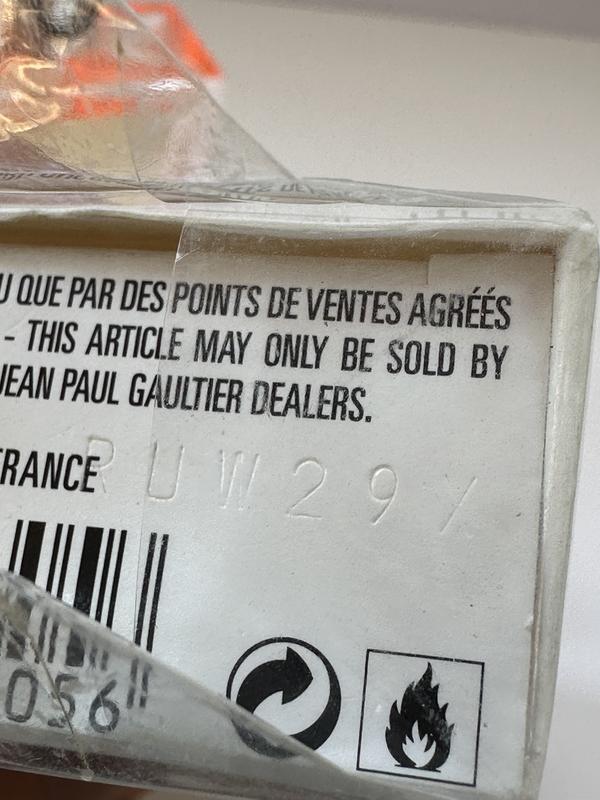 U QUE PAR DES POINTS DE VENTES AGRÉÉS
- THIS ARTICLE MAY ONLY BE SOLD BY
JEAN PAUL GAULTIER DEALERS.
FRANCE
RUW29/
056